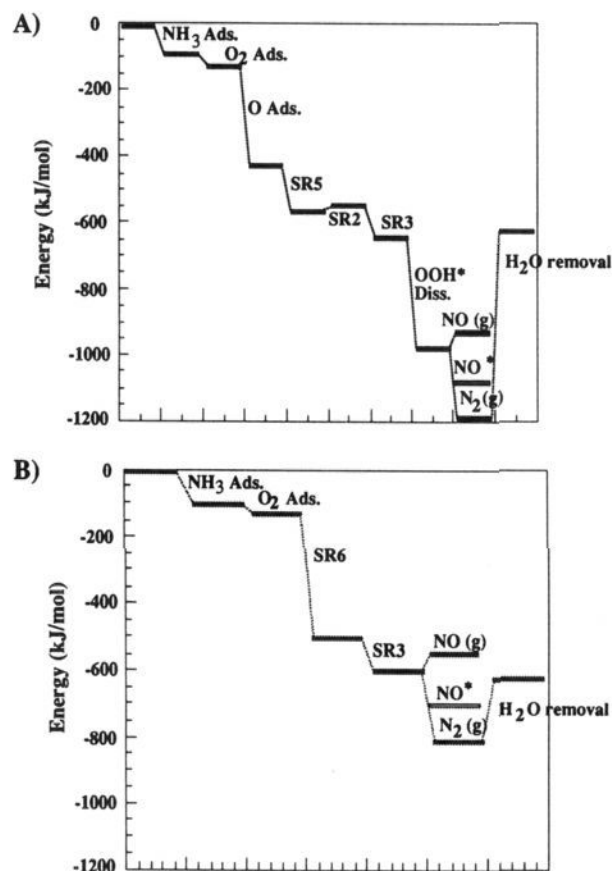 A)
Energy (kJ/mol)
0
-200
-400
-600
-800
-1000
-1200
NH3 Ads.
O2 Ads.
O Ads.
SR5
SR2
SR3
OOH*
Diss.
NO (g)
NO *
N2(g)
H2O removal
B)
Energy (kJ/mol)
0
-200
-400
-600
-800
-1000
-1200
NH3 Ads.
O2 Ads.
SR6
SR3
NO (g)
NO*
N2 (g)
H2O removal